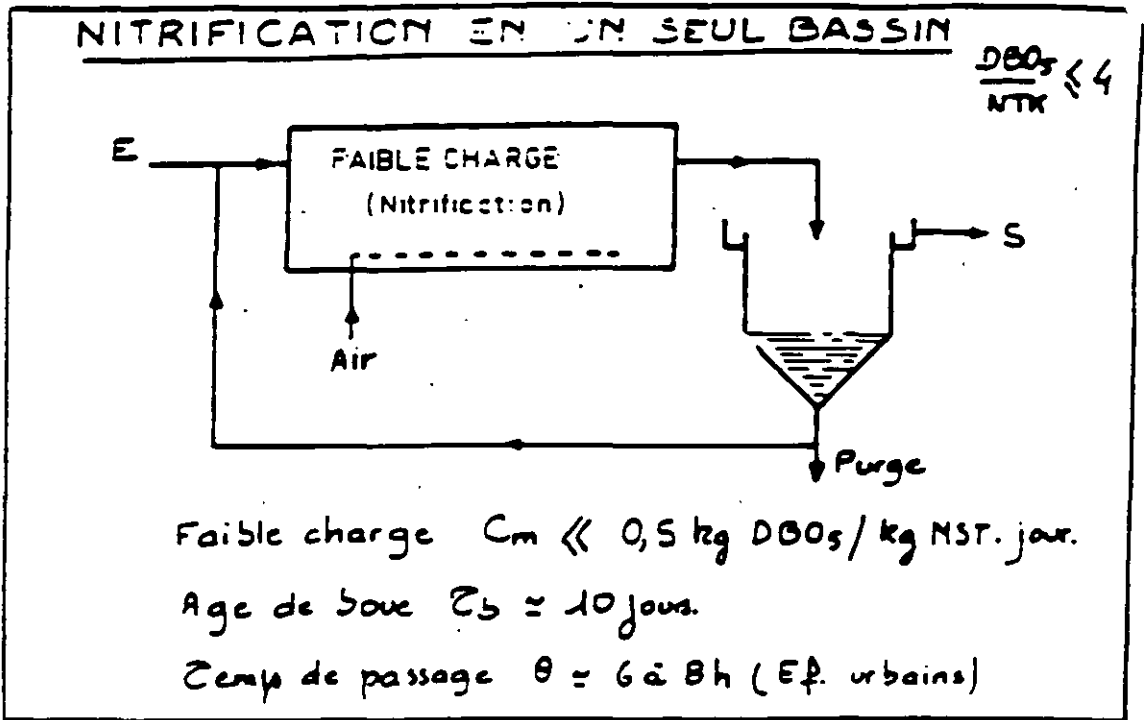 NITRIFICATION EN UN SEUL BASSIN
DBO5
NTK
≤ 4
E
FAIBLE CHARGE
(Nitrification)
S
Air
Purge
Faible charge Cm ≪ 0,5 kg DBO5/kg MST. jour.
Age de boue τb ≃ 10 jours.
Temps de passage θ ≃ 6 à 8h (Ef. urbains)